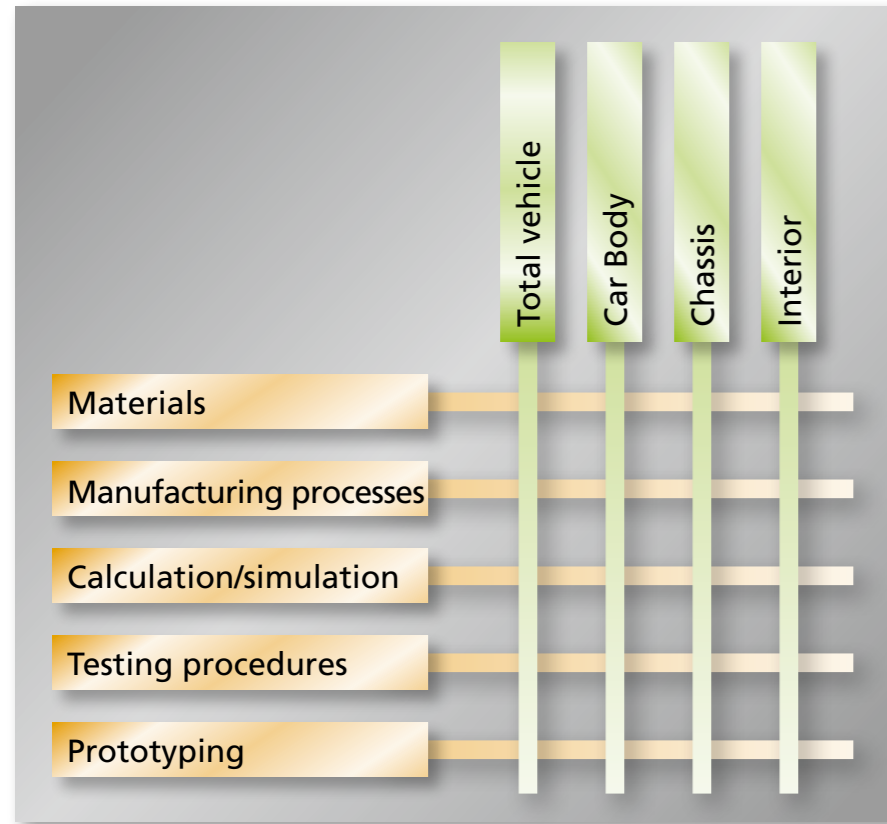 Total vehicle
Car Body
Chassis
Interior
Materials
Manufacturing processes
Calculation/simulation
Testing procedures
Prototyping